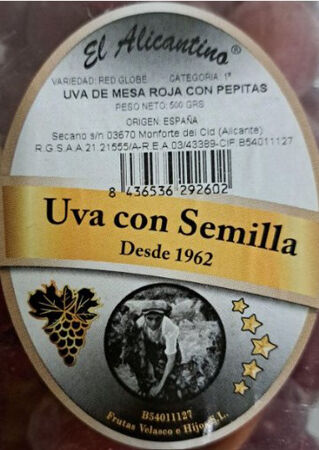 El Alicantino®
VARIEDAD: RED GLOBE CATEGORIA: 1ª
UVA DE MESA ROJA CON PEPITAS
PESO NETO: 500 GRS
ORIGEN: ESPAÑA
Secano s/n 03670 Monforte del Cid (Alicante)
R.G.S.A.A 21.21555/A-R.E.A.03/43389-CIF B54011127
8 436536 292602
Uva con Semilla
Desde 1962
B54011127
Frutas Velasco e Hijos S.L.